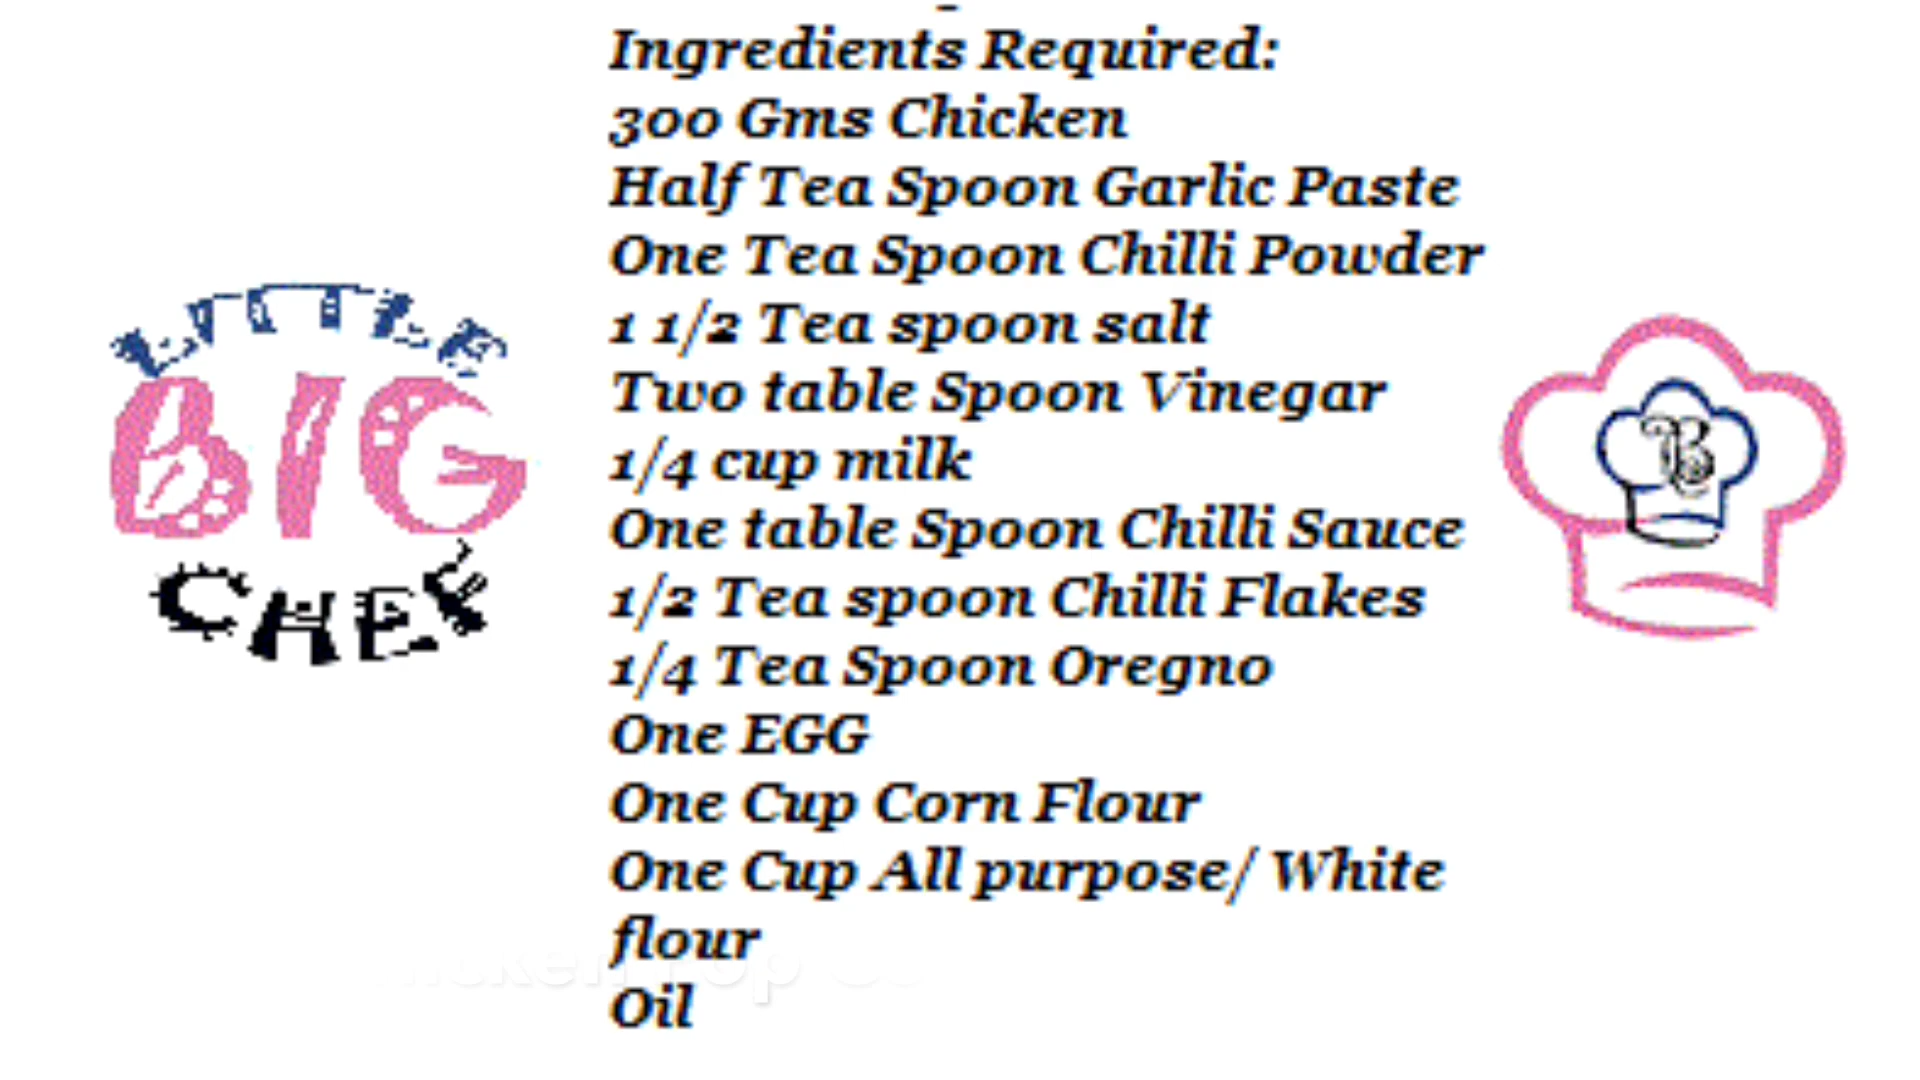 Ingredients Required:
300 Gms Chicken
Half Tea Spoon Garlic Paste
One Tea Spoon Chilli Powder
1 1/2 Tea spoon salt
Two table Spoon Vinegar
1/4 cup milk
One table Spoon Chilli Sauce
1/2 Tea spoon Chilli Flakes
1/4 Tea Spoon Oregno
One EGG
One Cup Corn Flour
One Cup All purpose/ White
flour
Oil
LITTLE
BIG
CHEF
B